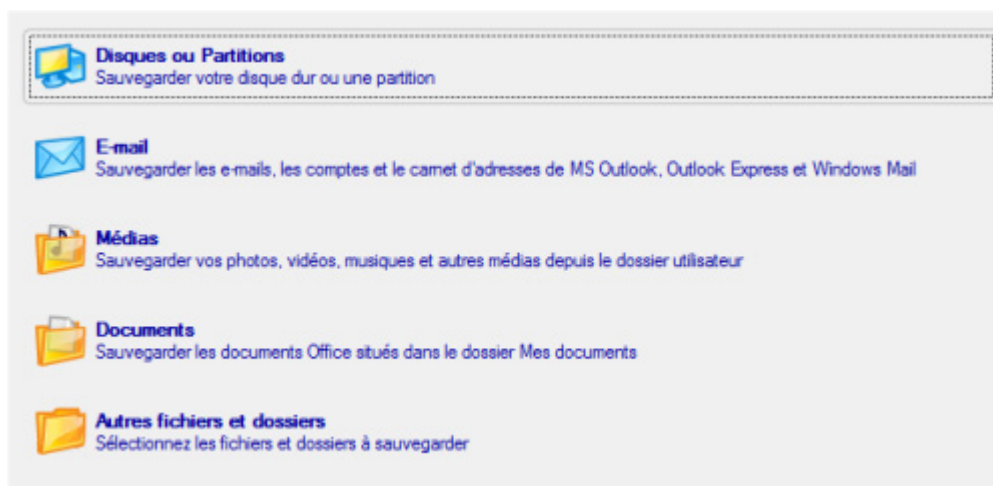 Disques ou Partitions
Sauvegarder votre disque dur ou une partition
E-mail
Sauvegarder les e-mails, les comptes et le carnet d'adresses de MS Outlook, Outlook Express et Windows Mail
Médias
Sauvegarder vos photos, vidéos, musiques et autres médias depuis le dossier utilisateur
Documents
Sauvegarder les documents Office situés dans le dossier Mes documents
Autres fichiers et dossiers
Sélectionnez les fichiers et dossiers à sauvegarder